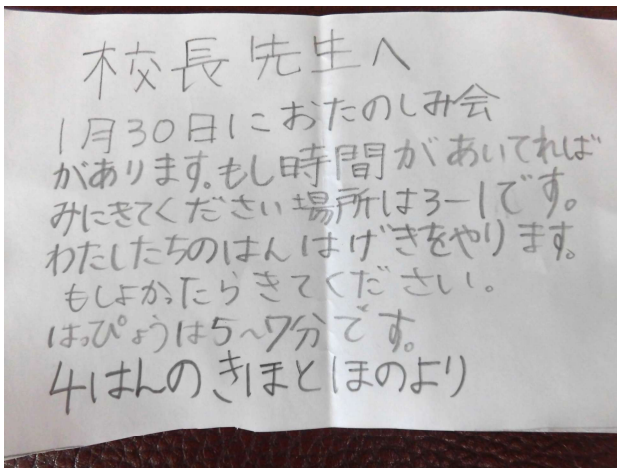 校長先生へ
1月30日におたのしみ会
があります。もし時間があいてれば
みにきてください場所は3-1です。
わたしたちのはんはげきをやります。
もしよかったらきてください。
はっぴょうは5~7分です。
4はんのきほとほのより